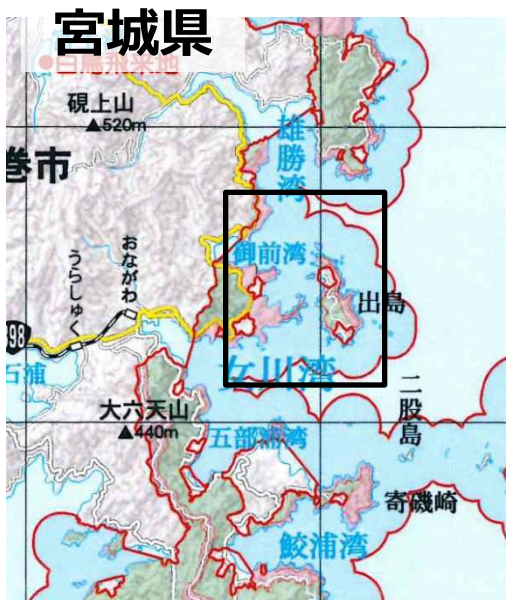 宮城県
白鳥飛来地
硯上山
▲520m
雄勝湾
巻市
おながわ
うらしゅく
御前湾
出島
398
石浦
女川湾
二股島
大六天山
▲440m
五部浦湾
寄磯崎
鮫浦湾